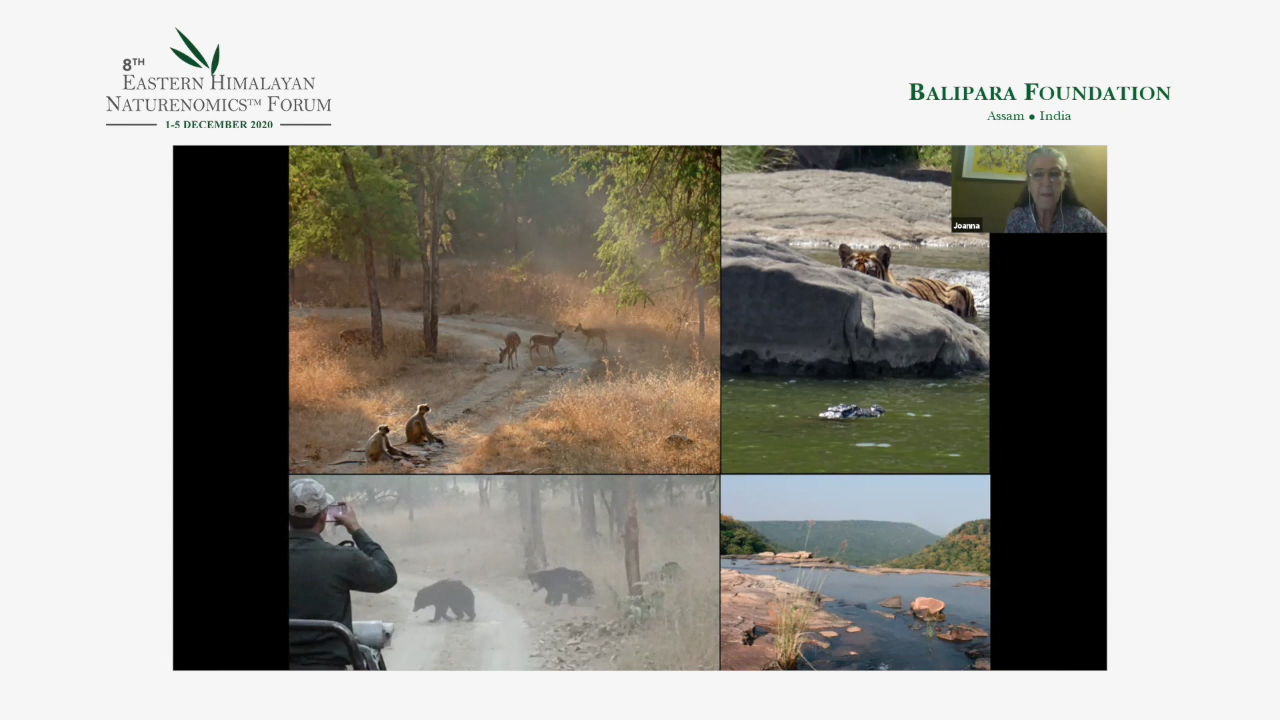 8TH
EASTERN HIMALAYAN
NATURENOMICS™ FORUM
1-5 DECEMBER 2020
BALIPARA FOUNDATION
Assam ● India
Joanna